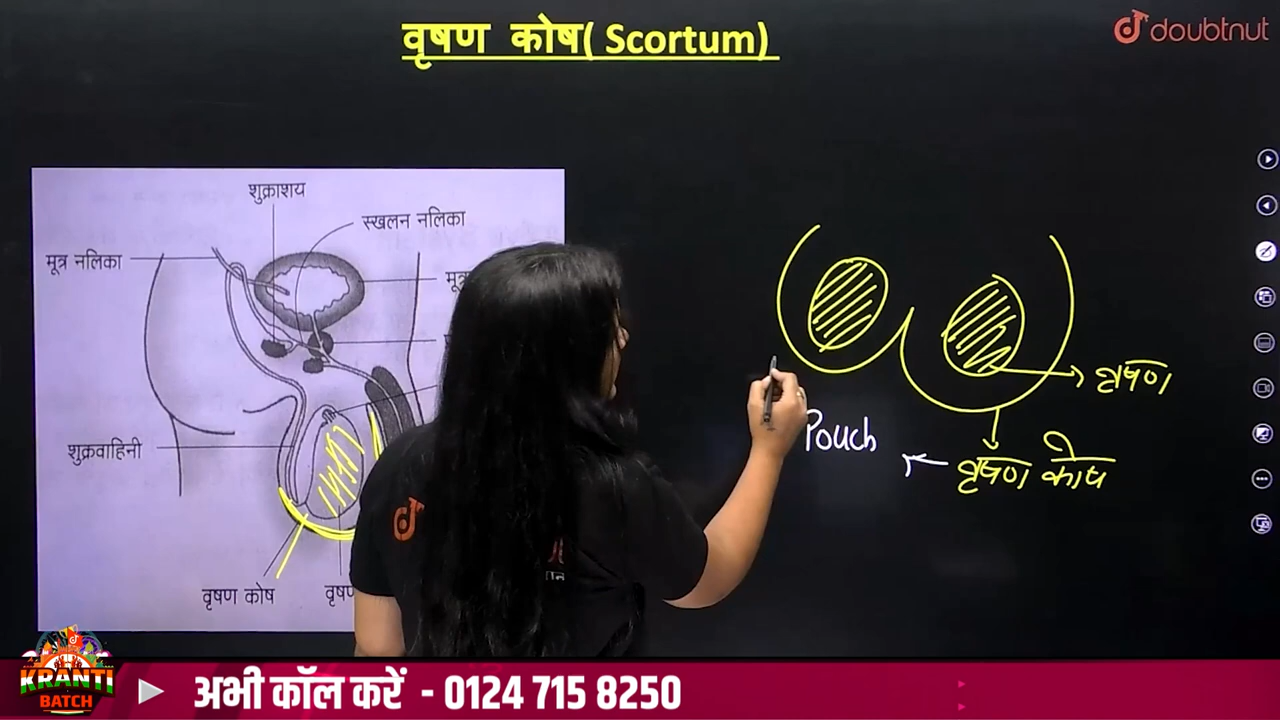 वृषण कोष( Scortum)
doubtnut
शुक्राशय
स्खलन नलिका
मूत्र नलिका
शुक्रवाहिनी
वृषण कोष
वृषण
Pouch
वृषण
वृषण कोष
KRANTI
BATCH
अभी कॉल करें - 0124 715 8250